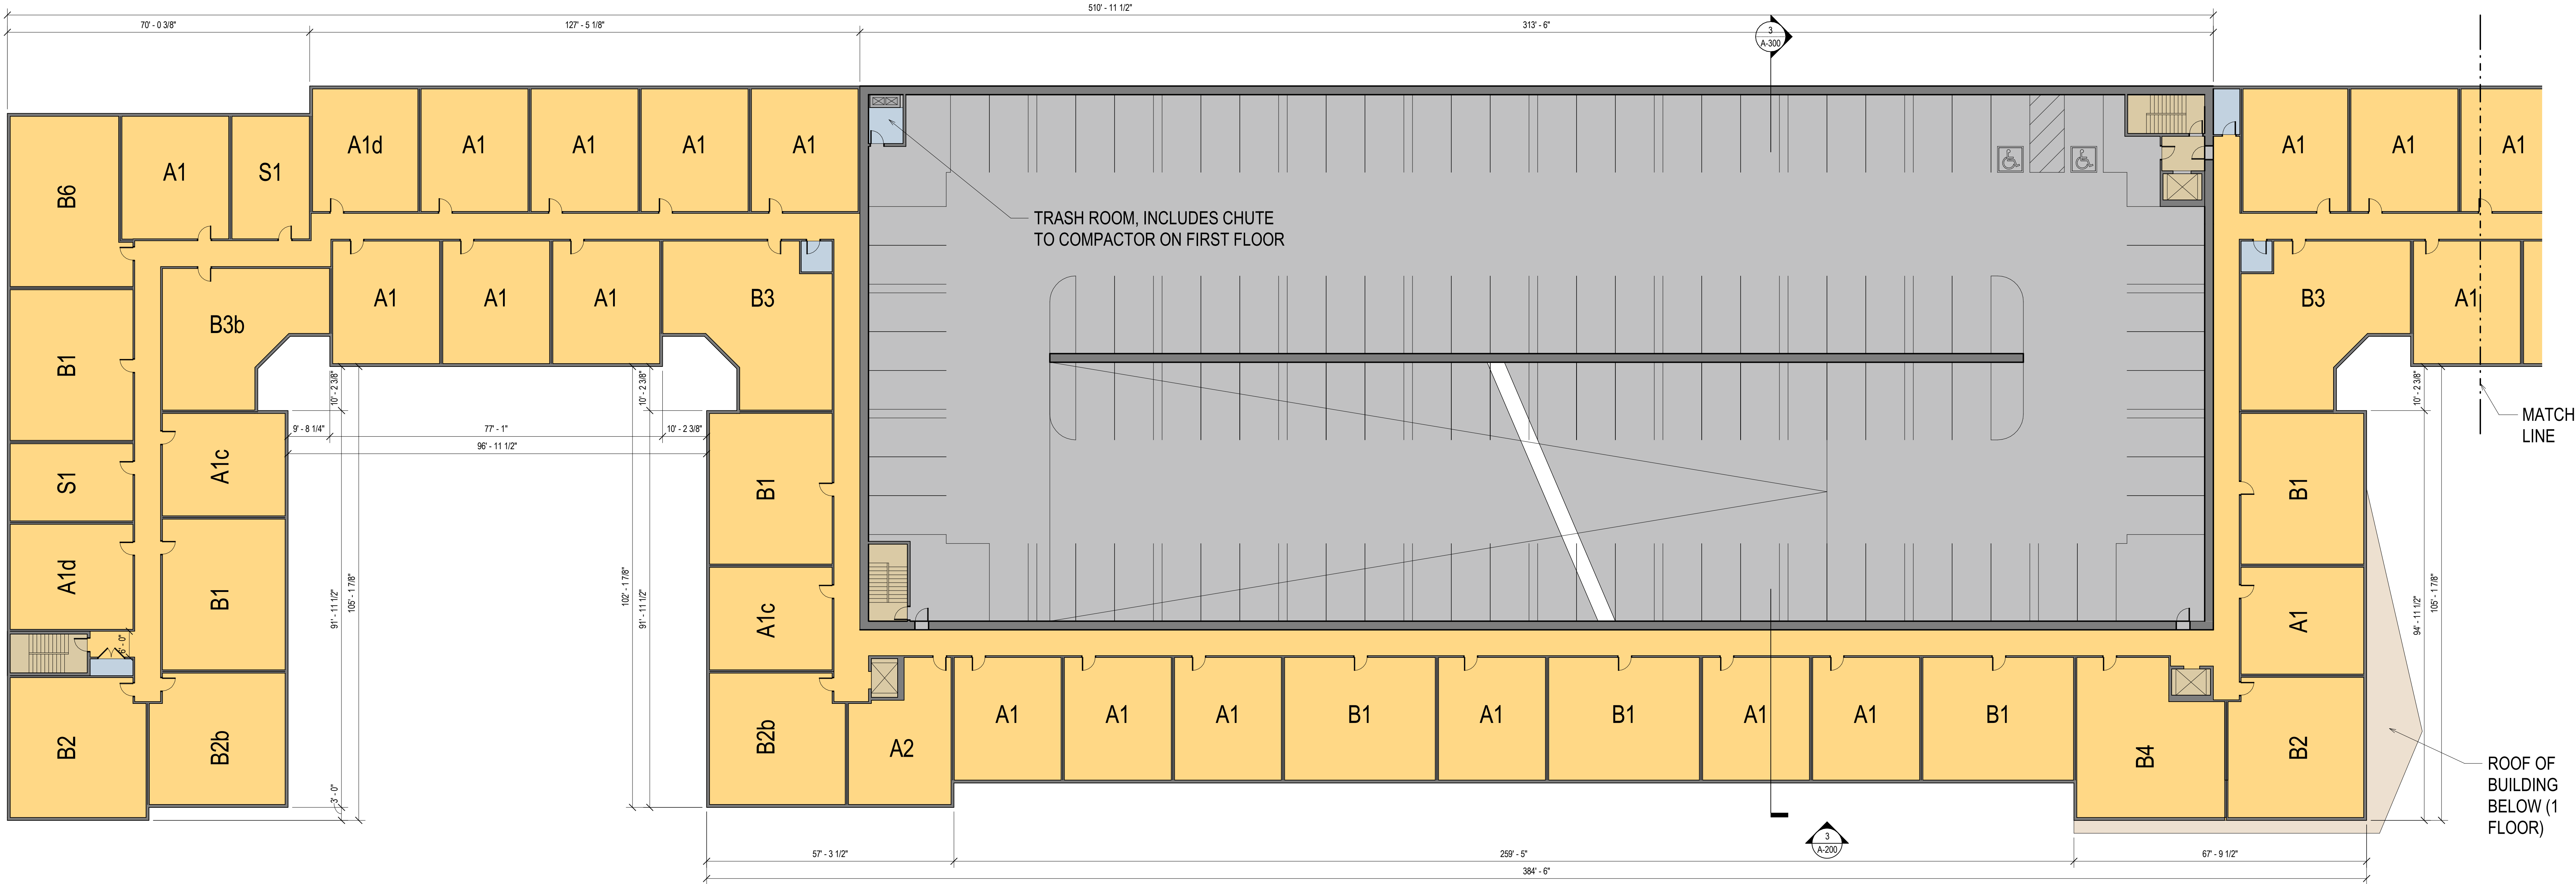 510' - 11 1/2"
70' - 0 3/8"
127' - 5 1/8"
313' - 6"
3
A-300
B6
A1
S1
A1d
A1
A1
A1
A1
A1
A1
A1
TRASH ROOM, INCLUDES CHUTE
TO COMPACTOR ON FIRST FLOOR
B3b
A1
A1
A1
B3
B3
A1
B1
10' - 2 3/8"
10' - 2 3/8"
10' - 2 3/8"
MATCH
LINE
9' - 8 1/4"
77' - 1"
10' - 2 3/8"
96' - 11 1/2"
S1
A1c
B1
B1
A1d
B1
91' - 11 1/2"
105' - 1 7/8"
102' - 1 7/8"
91' - 11 1/2"
A1c
A1
94' - 11 1/2"
105' - 1 7/8"
6' - 0"
B2
B2b
3' - 0"
B2b
A2
A1
A1
A1
B1
A1
B1
A1
A1
B1
B4
B2
ROOF OF
BUILDING
BELOW (1
FLOOR)
3
A-200
57' - 3 1/2"
259' - 5"
67' - 9 1/2"
384' - 6"